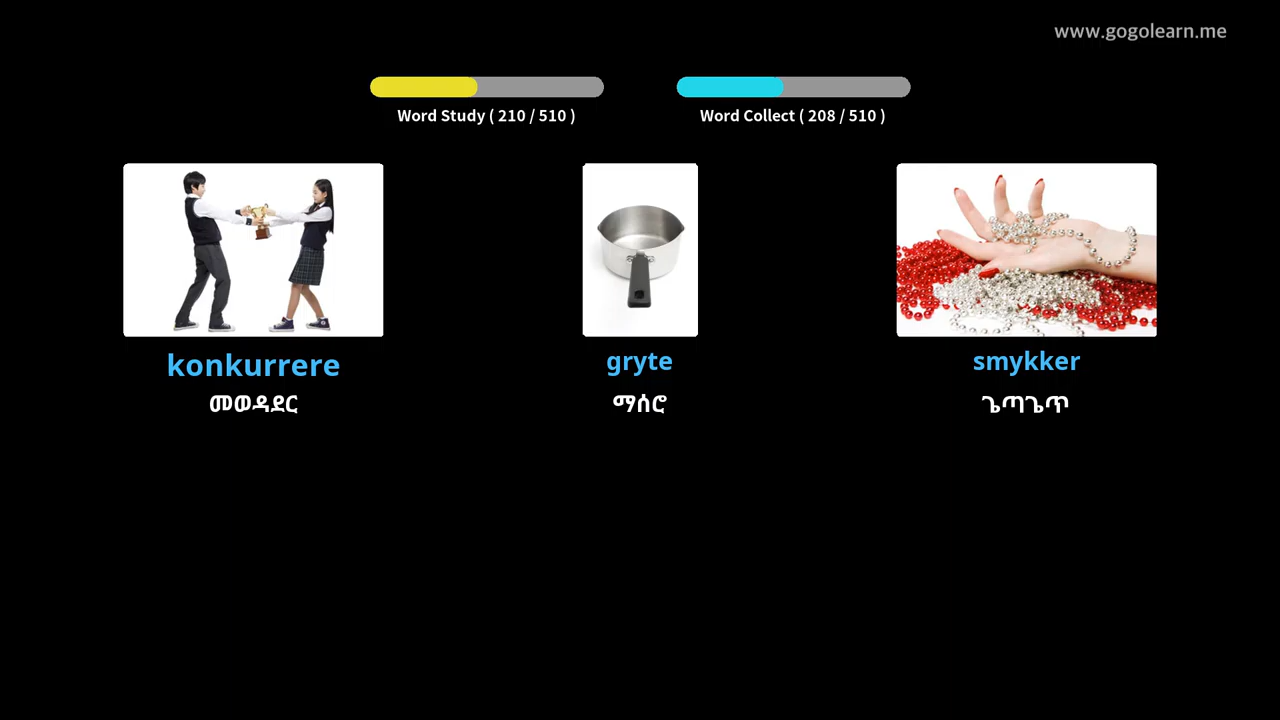 www.gogolearn.me
Word Study ( 210 / 510 )
Word Collect ( 208 / 510 )
konkurrere
gryte
smykker
መወዳደር
ማሰሮ
ጌጣጌጥ